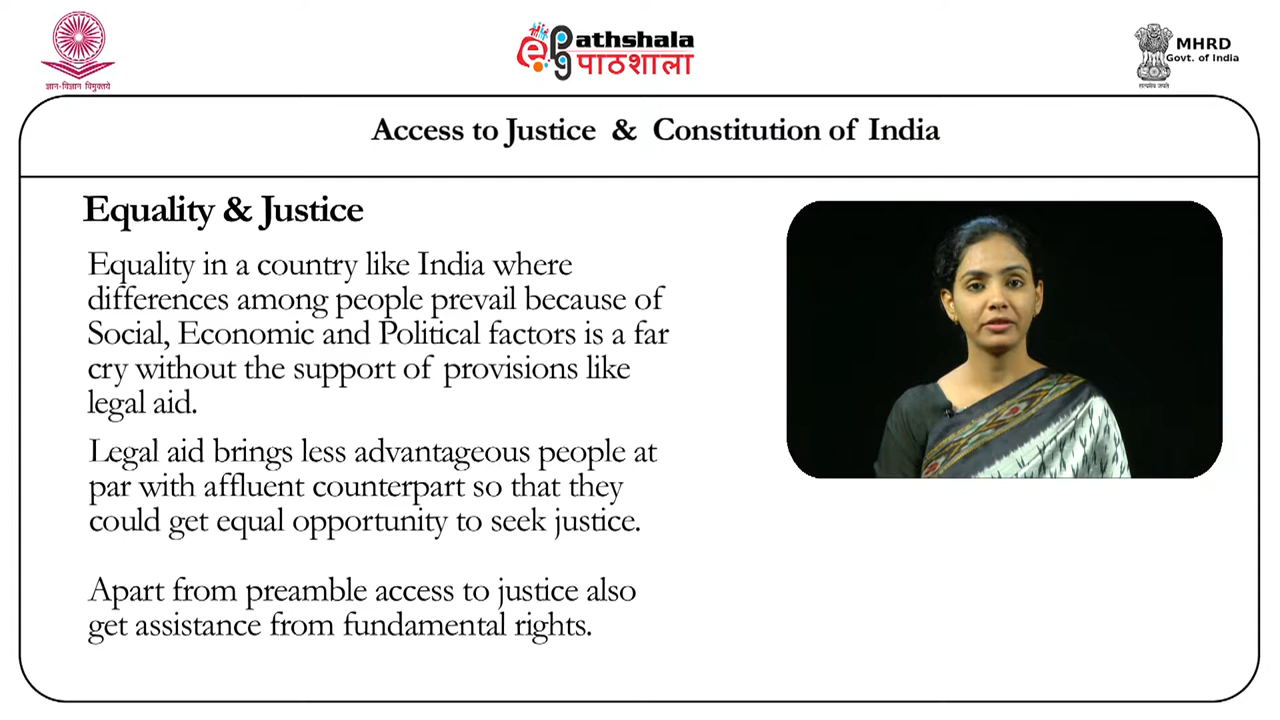 ज्ञान-विज्ञान विमुक्तये
epg
athshala
पाठशाला
MHRD
Govt. of India
सत्यमेव जयते
Access to Justice & Constitution of India
Equality & Justice
Equality in a country like India where
differences among people prevail because of
Social, Economic and Political factors is a far
cry without the support of provisions like
legal aid.
Legal aid brings less advantageous people at
par with affluent counterpart so that they
could get equal opportunity to seek justice.
Apart from preamble access to justice also
get assistance from fundamental rights.